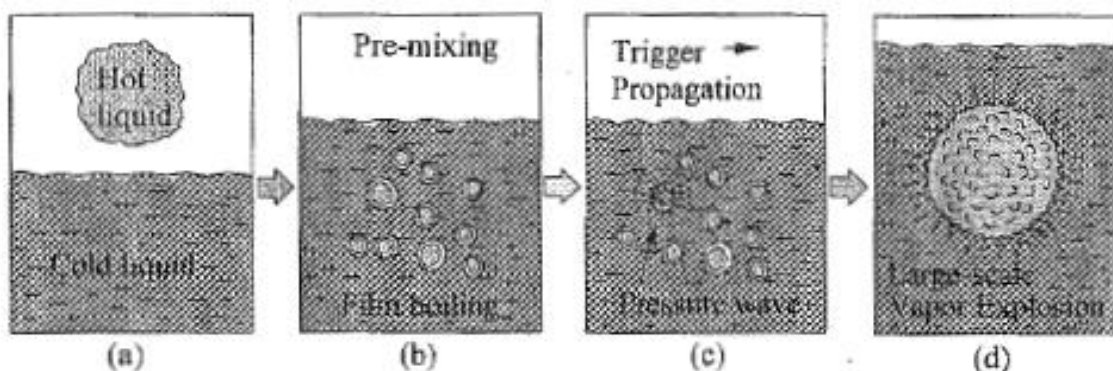 Hot
liquid
Cold liquid
(a)
Pre-mixing
Film boiling
(b)
Trigger
Propagation
Pressure wave
(c)
Large-scale
Vapor Explosion
(d)